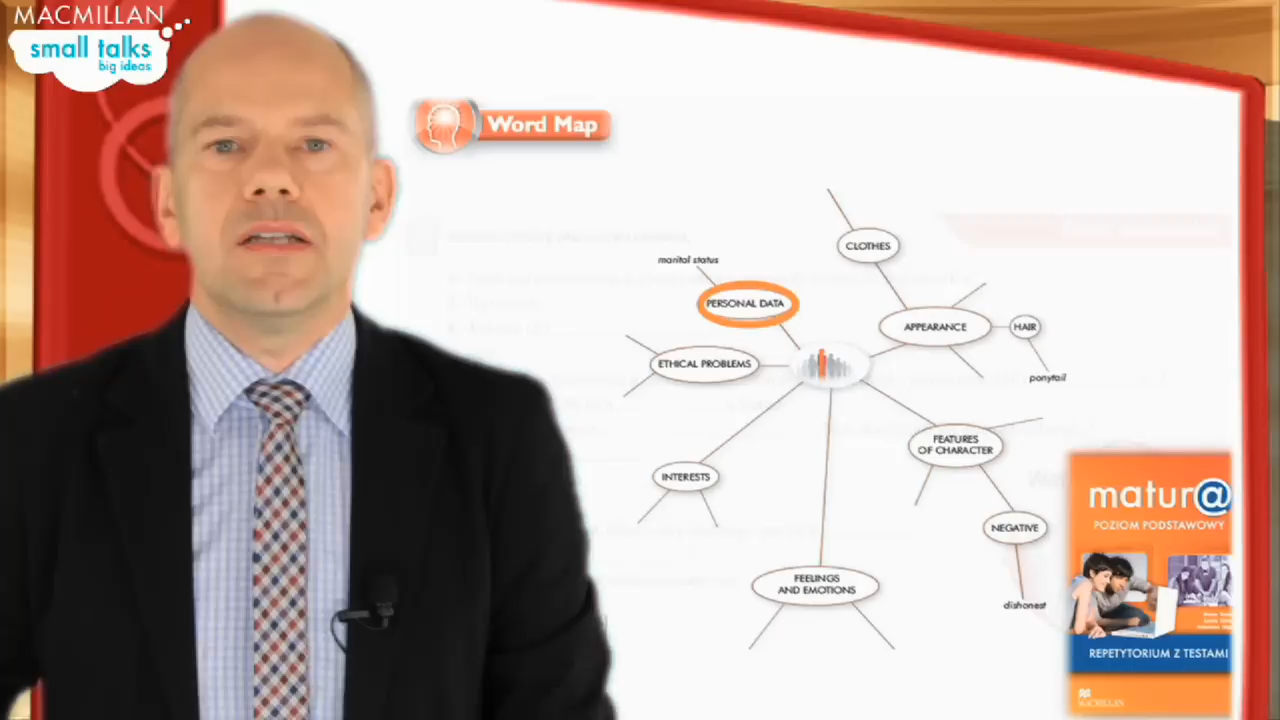 MACMILLAN
small talks
big ideas
Word Map
CLOTHES
marital status
PERSONAL DATA
APPEARANCE
HAIR
ETHICAL PROBLEMS
ponytail
FEATURES
OF CHARACTER
INTERESTS
NEGATIVE
FEELINGS
AND EMOTIONS
dishonest
matur@
POZIOM PODSTAWOWY
REPETYTORIUM Z TESTAMI
MACMILLAN